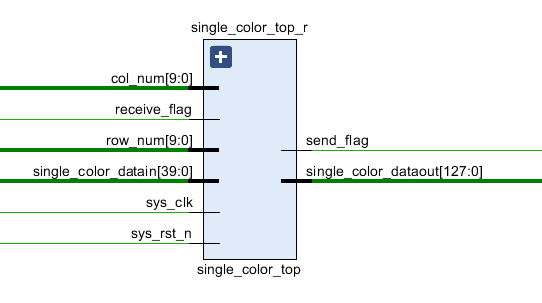 single_color_top_r
col_num[9:0]
receive_flag
row_num[9:0]
send_flag
single_color_datain[39:0]
single_color_dataout[127:0]
sys_clk
sys_rst_n
single_color_top